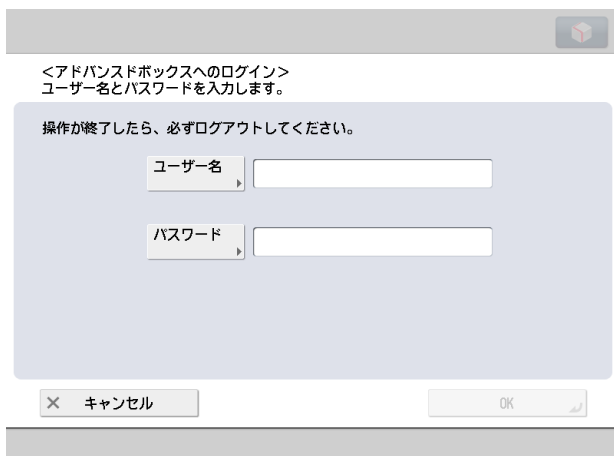 ＜アドバンスドボックスへのログイン＞
ユーザー名とパスワードを入力します。
操作が終了したら、必ずログアウトしてください。
ユーザー名
パスワード
× キャンセル
OK